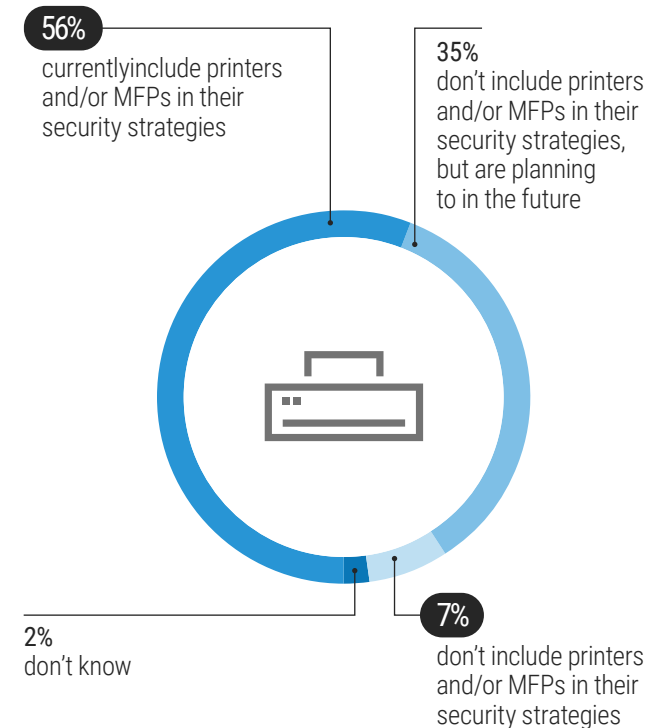 56%
currentlyinclude printers
and/or MFPs in their
security strategies
35%
don't include printers
and/or MFPs in their
security strategies,
but are planning
to in the future
2%
don't know
7%
don't include printers
and/or MFPs in their
security strategies